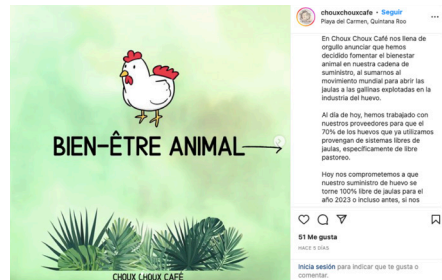 BIEN-ÊTRE ANIMAL
CHOUX CHOUX CAFÉ
chouxchouxcafe • Seguir
Playa del Carmen, Quintana Roo
En Choux Choux Café nos llena de
orgullo anunciar que hemos
decidido fomentar el bienestar
animal en nuestra cadena de
suministro, al sumarnos al
movimiento mundial para abrir las
jaulas a las gallinas explotadas en la
industria del huevo.
Al día de hoy, hemos trabajado con
nuestros proveedores para que el
70% de los huevos que ya utilizamos
provengan de sistemas libres de
jaulas, específicamente de libre
pastoreo.
Hoy nos comprometemos a que
nuestro suministro de huevo se
torne 100% libre de jaulas para el
año 2023 o incluso antes, si nos
51 Me gusta
HACE 5 DÍAS
Inicia sesión para indicar que te gusta o
comentar.